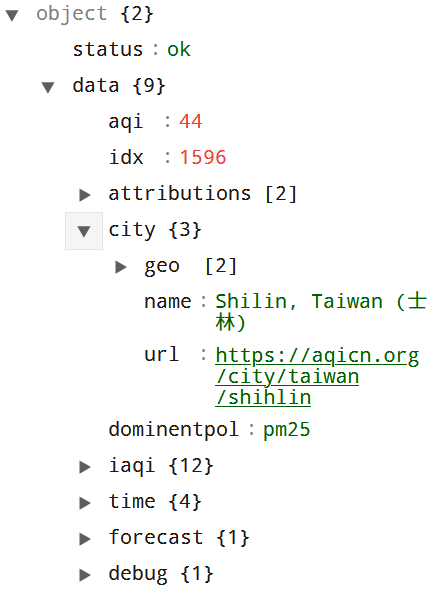 object {2}
status : ok
data {9}
aqi : 44
idx : 1596
attributions [2]
city {3}
geo [2]
name : Shilin, Taiwan (士
林)
url : https://aqicn.org
/city/taiwan
/shihlin
dominentpol : pm25
iaqi {12}
time {4}
forecast {1}
debug {1}